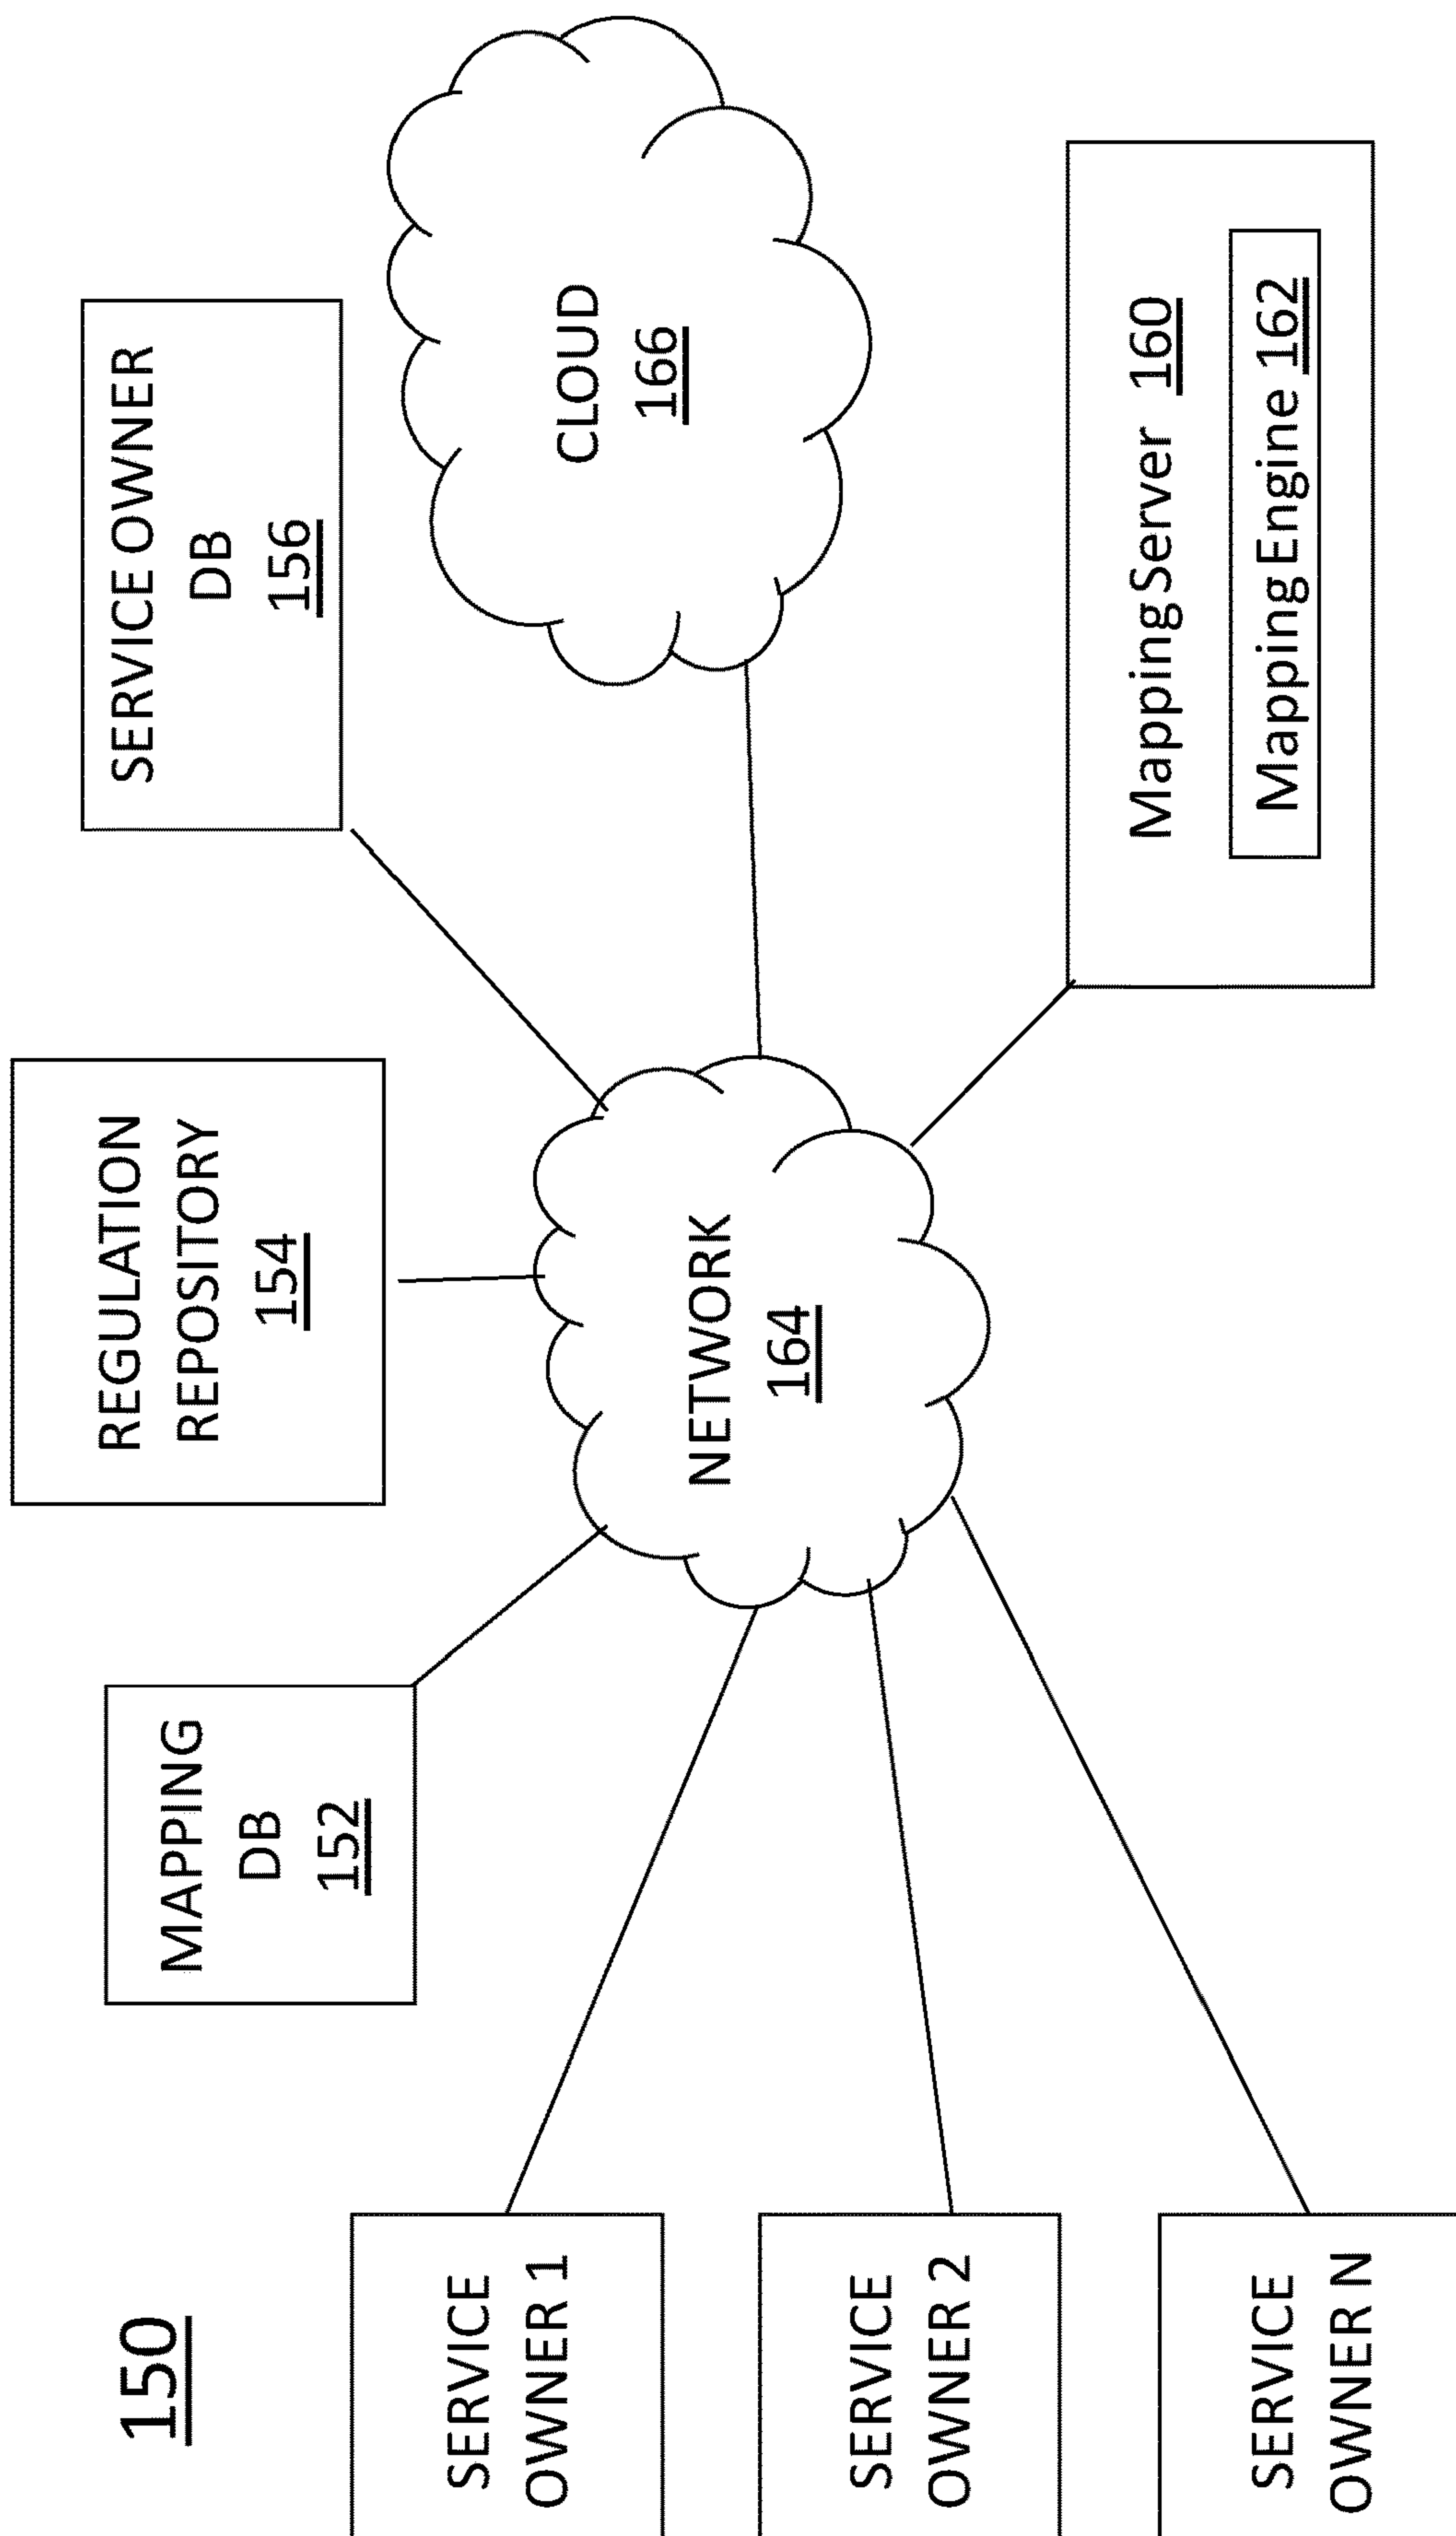 150
SERVICE
OWNER 1
SERVICE
OWNER 2
SERVICE
OWNER N
MAPPING
DB
152
REGULATION
REPOSITORY
154
SERVICE OWNER
DB
156
NETWORK
164
CLOUD
166
Mapping Server 160
Mapping Engine 162